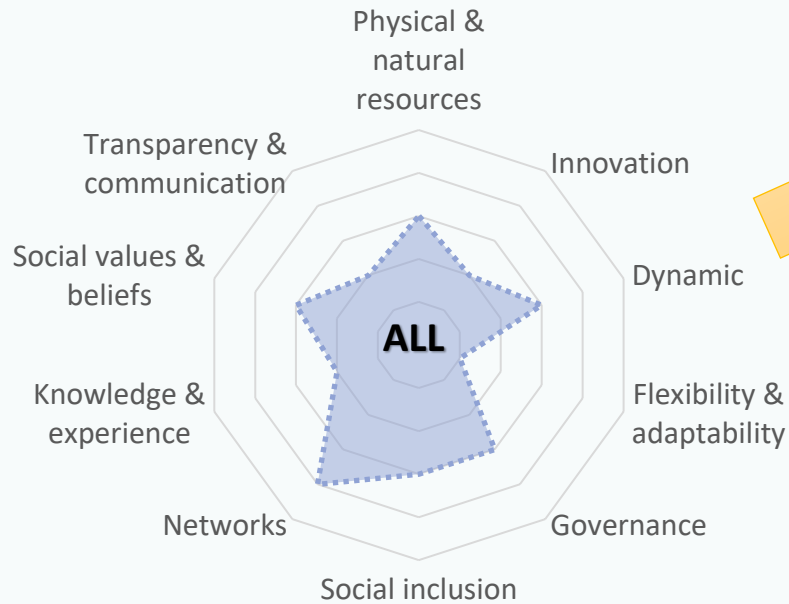 Physical &
natural
resources
Transparency &
communication
Innovation
Social values &
beliefs
Dynamic
ALL
Knowledge &
experience
Flexibility &
adaptability
Networks
Governance
Social inclusion